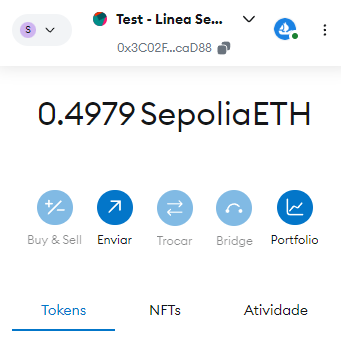 S
Test - Linea Se...
0x3C02F...caD88
0.4979 SepoliaETH
Buy & Sell
Enviar
Trocar
Bridge
Portfolio
Tokens
NFTs
Atividade